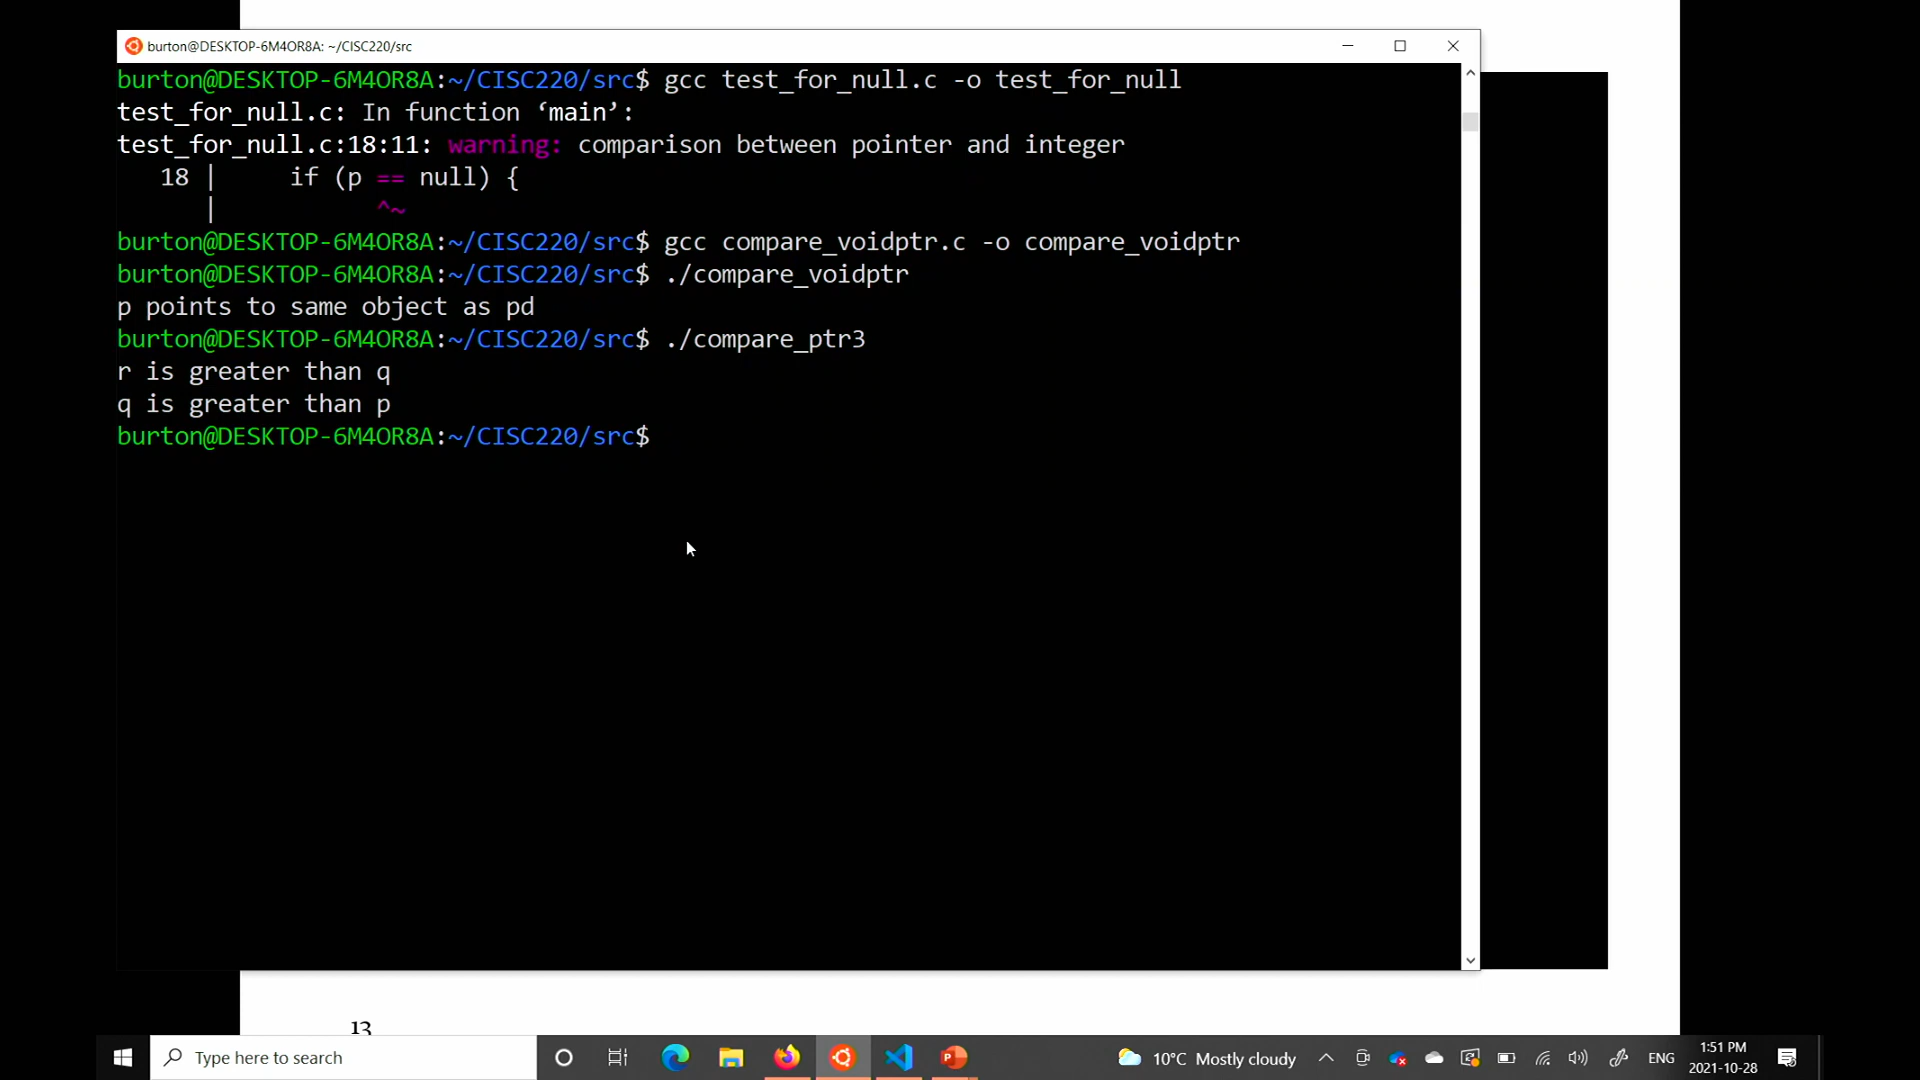 burton@DESKTOP-6M4OR8A: ~/CISC220/src
burton@DESKTOP-6M4OR8A:~/CISC220/src$ gcc test_for_null.c -o test_for_null
test_for_null.c: In function ‘main’:
test_for_null.c:18:11: warning: comparison between pointer and integer
18 | if (p == null) {
| ^~
burton@DESKTOP-6M4OR8A:~/CISC220/src$ gcc compare_voidptr.c -o compare_voidptr
burton@DESKTOP-6M4OR8A:~/CISC220/src$ ./compare_voidptr
p points to same object as pd
burton@DESKTOP-6M4OR8A:~/CISC220/src$ ./compare_ptr3
r is greater than q
q is greater than p
burton@DESKTOP-6M4OR8A:~/CISC220/src$
13
Type here to search
10°C Mostly cloudy
ENG
1:51 PM
2021-10-28